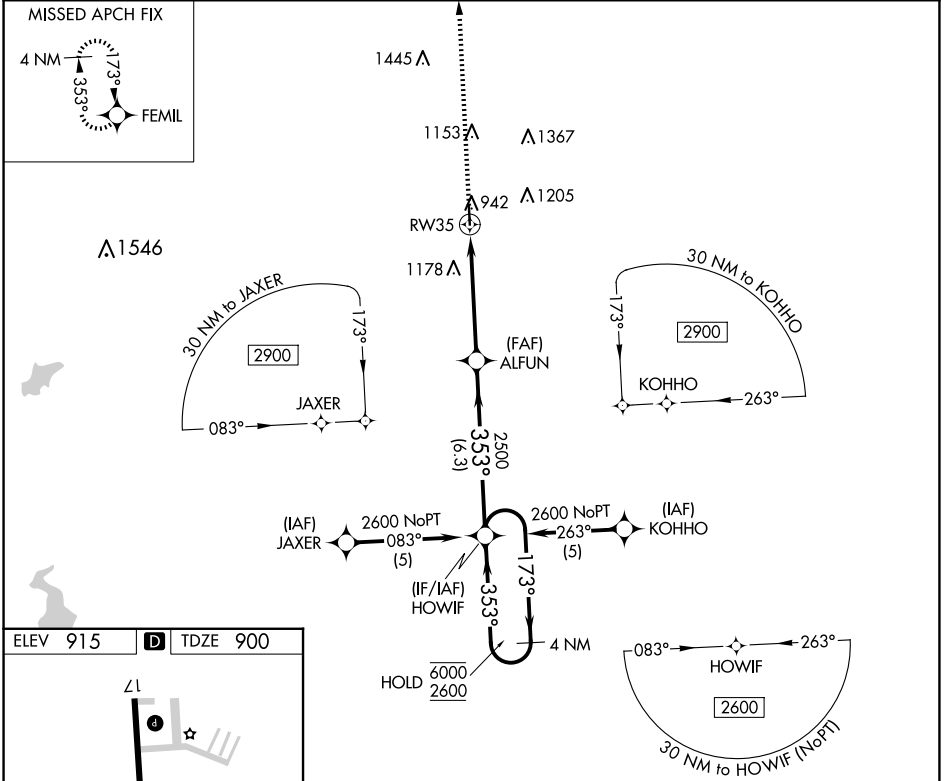 MISSED APCH FIX
4 NM
173°
353°
FEMIL
1445
1153
1367
942
1205
RW35
1546
1178
30 NM to JAXER
173°
2900
JAXER
083°
(FAF)
ALFUN
30 NM to KOHHO
173°
2900
KOHHO
263°
353°
2500
(6.3)
(IAF)
JAXER
2600 NoPT
083°
(5)
2600 NoPT
263°
(5)
(IAF)
KOHHO
(IF/IAF)
HOWIF
353°
173°
4 NM
HOLD 6000
2600
083°
263°
HOWIF
2600
30 NM to HOWIF (NoPT)
ELEV 915 D TDZE 900
17
P